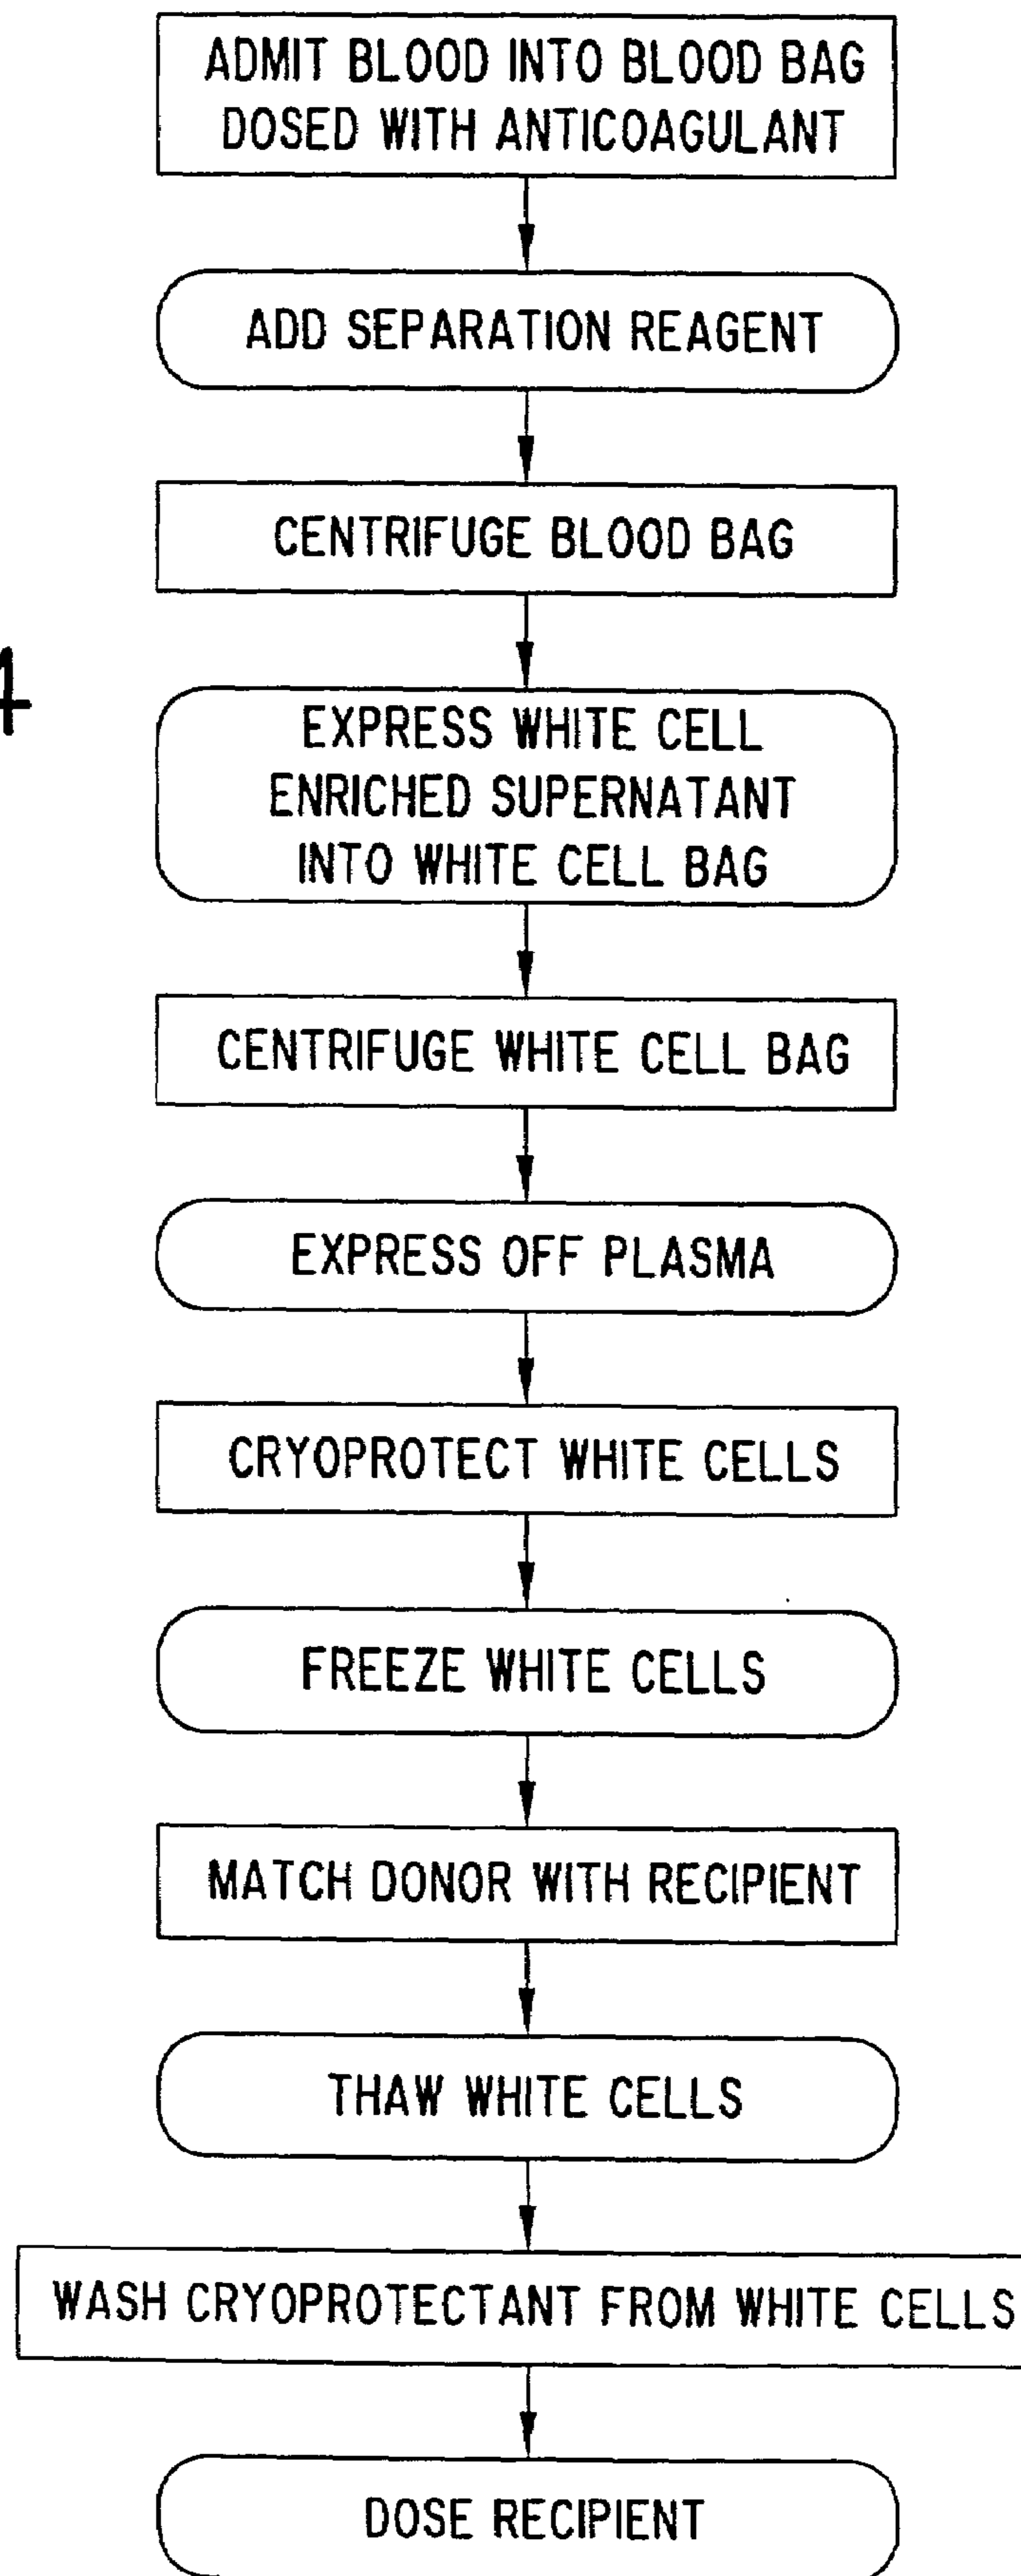 ADMIT BLOOD INTO BLOOD BAG
DOSED WITH ANTICOAGULANT
ADD SEPARATION REAGENT
CENTRIFUGE BLOOD BAG
4
EXPRESS WHITE CELL
ENRICHED SUPERNATANT
INTO WHITE CELL BAG
CENTRIFUGE WHITE CELL BAG
EXPRESS OFF PLASMA
CRYOPROTECT WHITE CELLS
FREEZE WHITE CELLS
MATCH DONOR WITH RECIPIENT
THAW WHITE CELLS
WASH CRYOPROTECTANT FROM WHITE CELLS
DOSE RECIPIENT